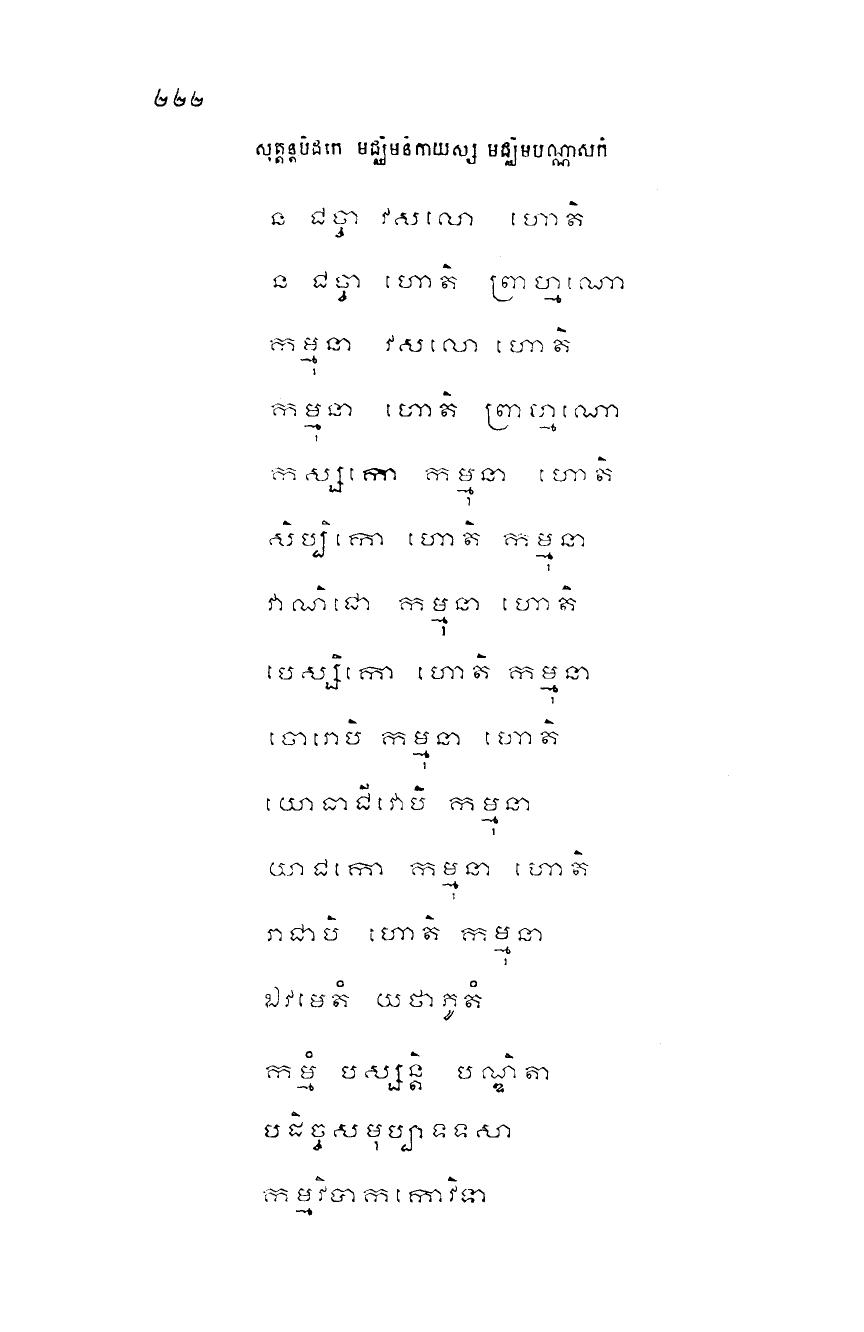 ២២២
សុត្តន្តបិដកេ មជ្ឈិមនិកាយស្ស មជ្ឈិមបណ្ណាសកំ
ន ជច្ចា វសលោ ហោតិ
ន ជច្ចា ហោតិ ព្រាហ្មណោ
កម្មុនា វសលោ ហោតិ
កម្មុនា ហោតិ ព្រាហ្មណោ
កស្សកោ កម្មុនា ហោតិ
សិប្បិកោ ហោតិ កម្មុនា
វាណិជោ កម្មុនា ហោតិ
បេស្សិកោ ហោតិ កម្មុនា
ចោរោបិ កម្មុនា ហោតិ
យោធាជីវោបិ កម្មុនា
យាជកោ កម្មុនា ហោតិ
រាជាបិ ហោតិ កម្មុនា
ឯវមេតំ យថាភូតំ
កម្មំ បស្សន្តិ បណ្ឌិតា
បដិច្ចសមុប្បាទទសា
កម្មវិបាកកោវិទា